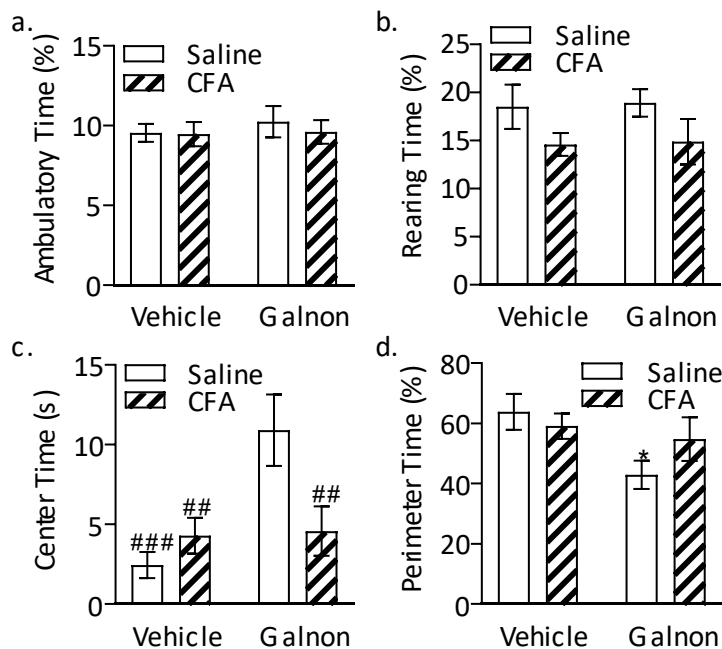 a.
Ambulatory Time (%)
15
10
5
0
Saline
CFA
Vehicle Galnon
b.
Rearing Time (%)
25
20
15
10
5
0
Saline
CFA
Vehicle Galnon
c.
Center Time (s)
15
10
5
0
Saline
CFA
###
##
##
Vehicle Galnon
d.
Perimeter Time (%)
80
60
40
20
0
Saline
CFA
*
Vehicle Galnon